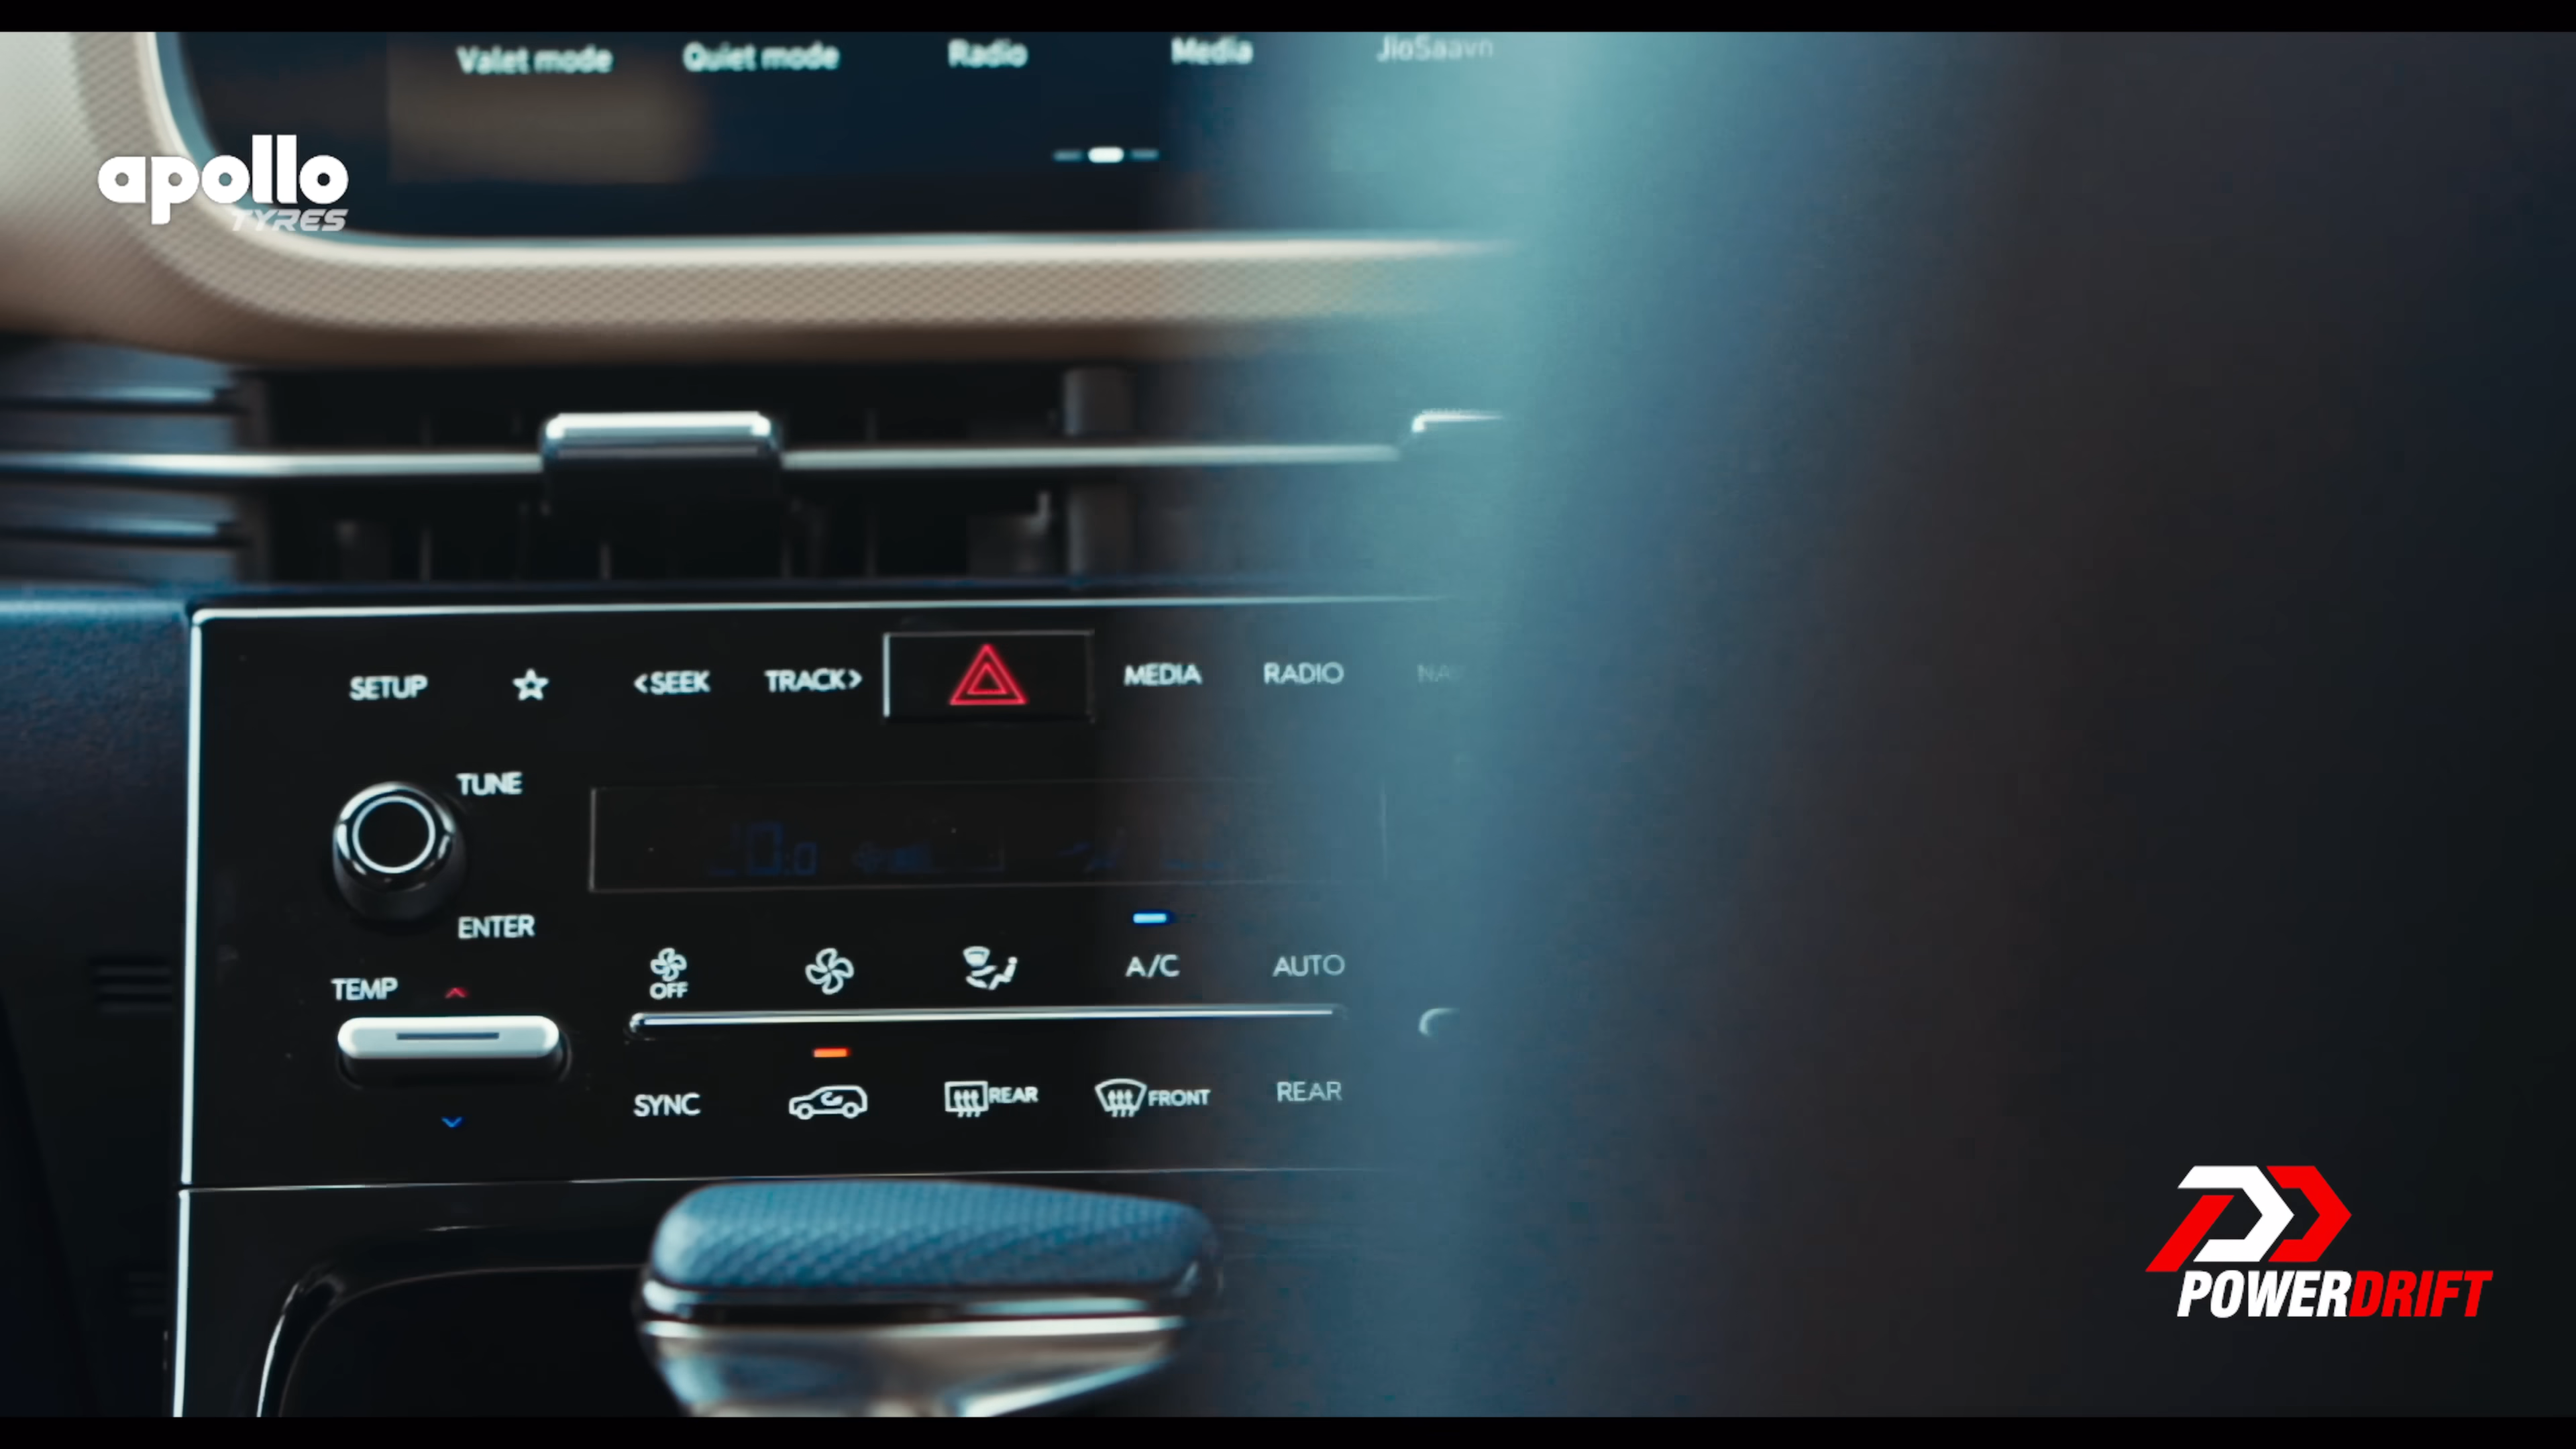 Valet mode Quiet mode Radio Media JioSaavn
apollo
TYRES
SETUP <SEEK TRACK> MEDIA RADIO
TUNE
ENTER
TEMP
OFF
A/C AUTO
SYNC REAR FRONT REAR
POWERDRIFT